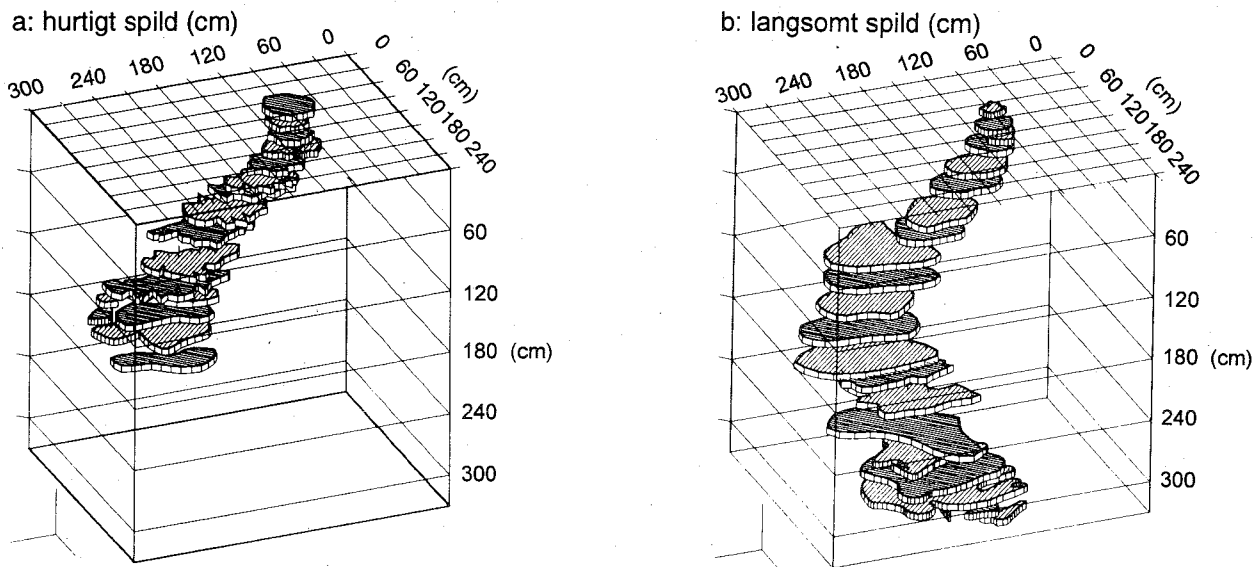 a: hurtigt spild (cm)
300 240 180 120 60 0
0 60 120 180 240 (cm)
60
120
180 (cm)
240
300
b: langsomt spild (cm)
300 240 180 120 60 0
0 60 120 180 240 (cm)
60
120
180 (cm)
240
300